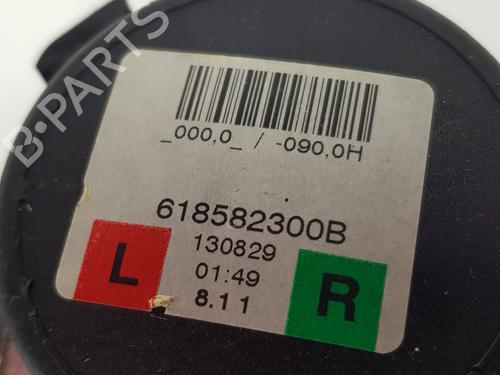 _000,0_ / -090,0H
618582300B
130829
01:49
8.11
L
R
B-PARTS